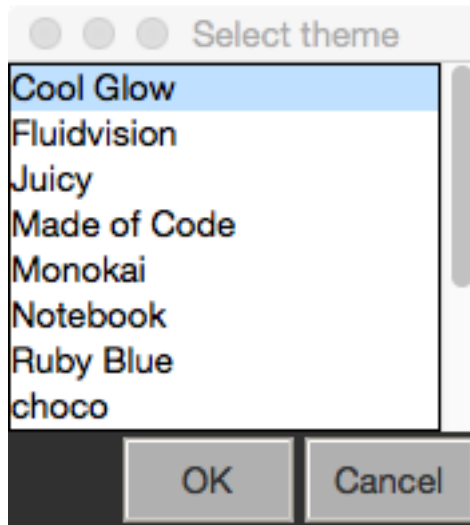 Select theme
Cool Glow
Fluidvision
Juicy
Made of Code
Monokai
Notebook
Ruby Blue
choco
OK Cancel